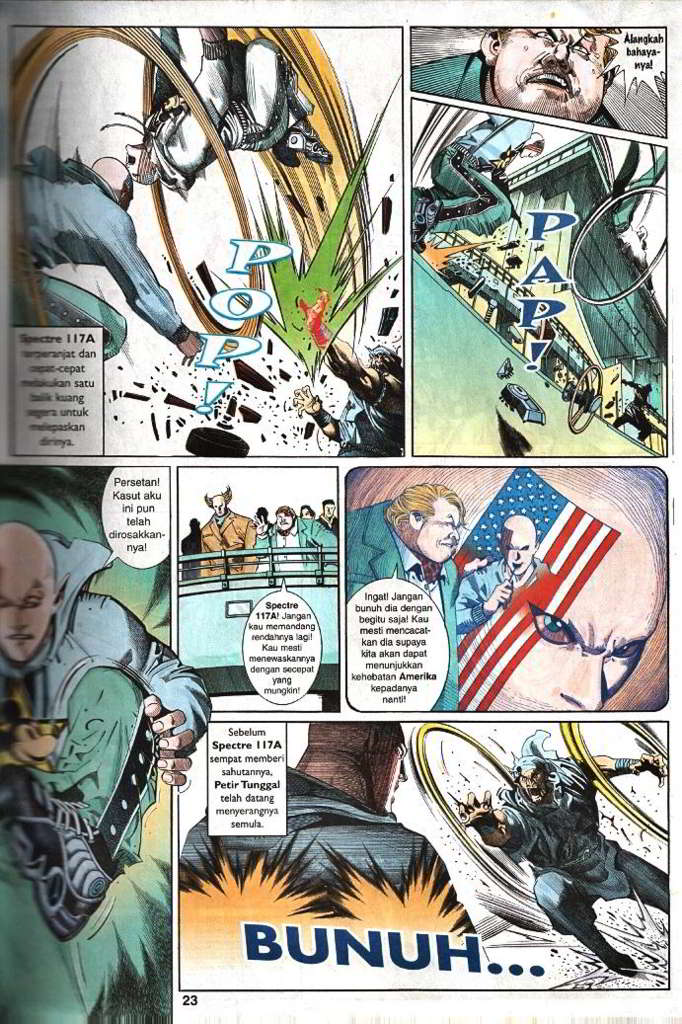 Alangkah
bahaya-
nya!
POP!
PAP!
Spectre 117A
terperanjat dan
cepat-cepat
melakukan satu
balik kuang
segera untuk
melepaskan
dirinya.
Persetan!
Kasut aku
ini pun
telah
dirosakkan-
nya!
Spectre
117A! Jangan
kau memandang
rendahnya lagi!
Kau mesti
menewaskannya
dengan secepat
yang
mungkin!
Ingat! Jangan
bunuh dia dengan
begitu saja! Kau
mesti mencacat-
kan dia supaya
kita akan dapat
menunjukkan
kehebatan Amerika
kepadanya
nanti!
Sebelum
Spectre 117A
sempat memberi
sahutannya,
Petir Tunggal
telah datang
menyerangnya
semula.
BUNUH...
23